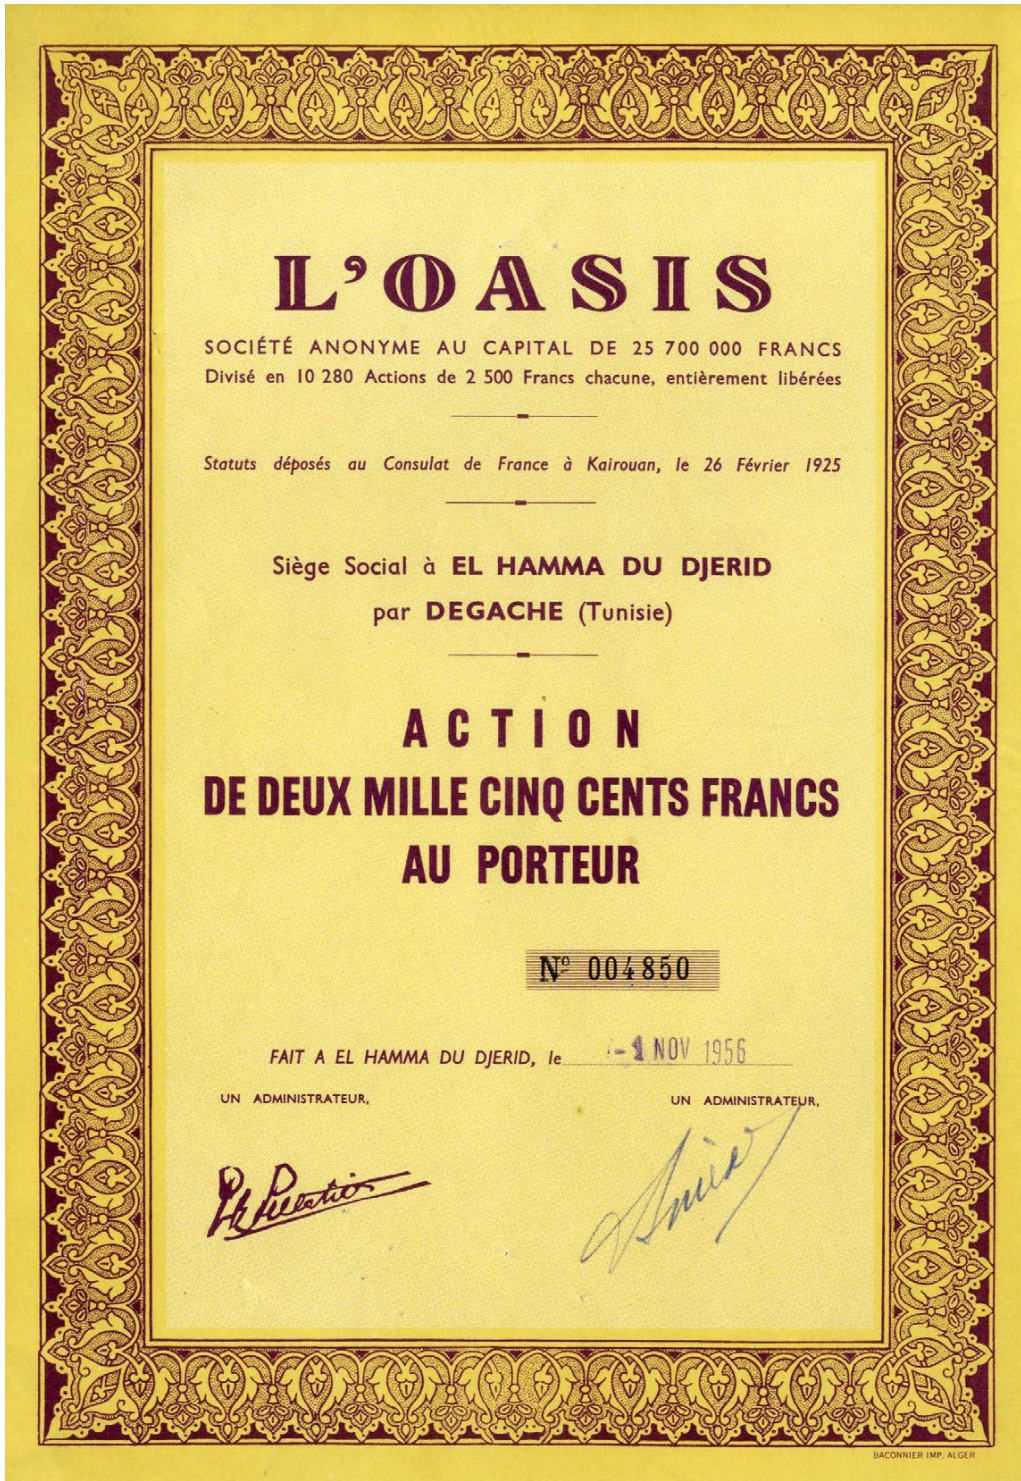 L'OASIS
SOCIÉTÉ ANONYME AU CAPITAL DE 25 700 000 FRANCS
Divisé en 10 280 Actions de 2 500 Francs chacune, entièrement libérées
Statuts déposés au Consulat de France à Kairouan, le 26 Février 1925
Siège Social à EL HAMMA DU DJERID
par DEGACHE (Tunisie)
ACTION
DE DEUX MILLE CINQ CENTS FRANCS
AU PORTEUR
Nº 004850
FAIT A EL HAMMA DU DJERID, le -1 NOV 1956
UN ADMINISTRATEUR, UN ADMINISTRATEUR,
BACONNIER IMP. ALGER